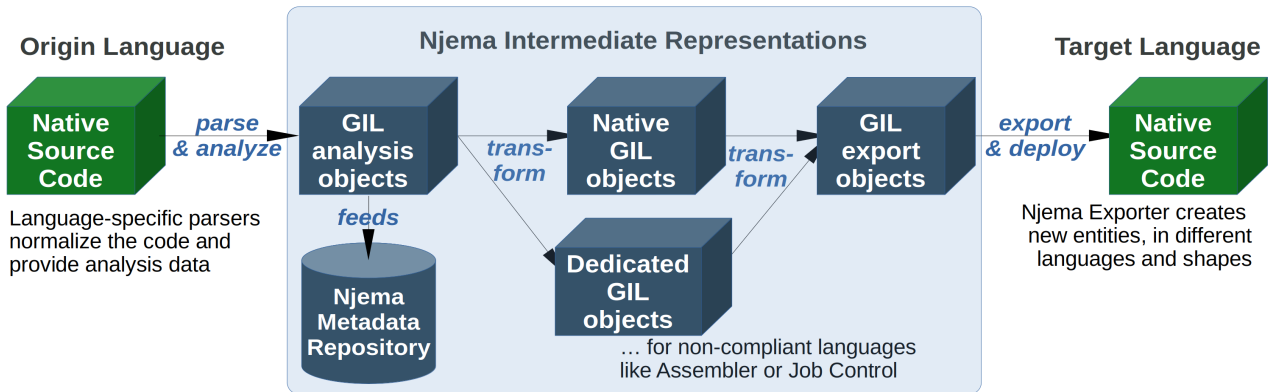 Origin Language
Njema Intermediate Representations
Target Language
Native
Source
Code
parse
& analyze
GIL
analysis
objects
trans-
form
Native
GIL
objects
trans-
form
GIL
export
objects
export
& deploy
Native
Source
Code
Language-specific parsers
normalize the code and
provide analysis data
feeds
Njema
Metadata
Repository
Dedicated
GIL
objects
… for non-compliant languages
like Assembler or Job Control
Njema Exporter creates
new entities, in different
languages and shapes